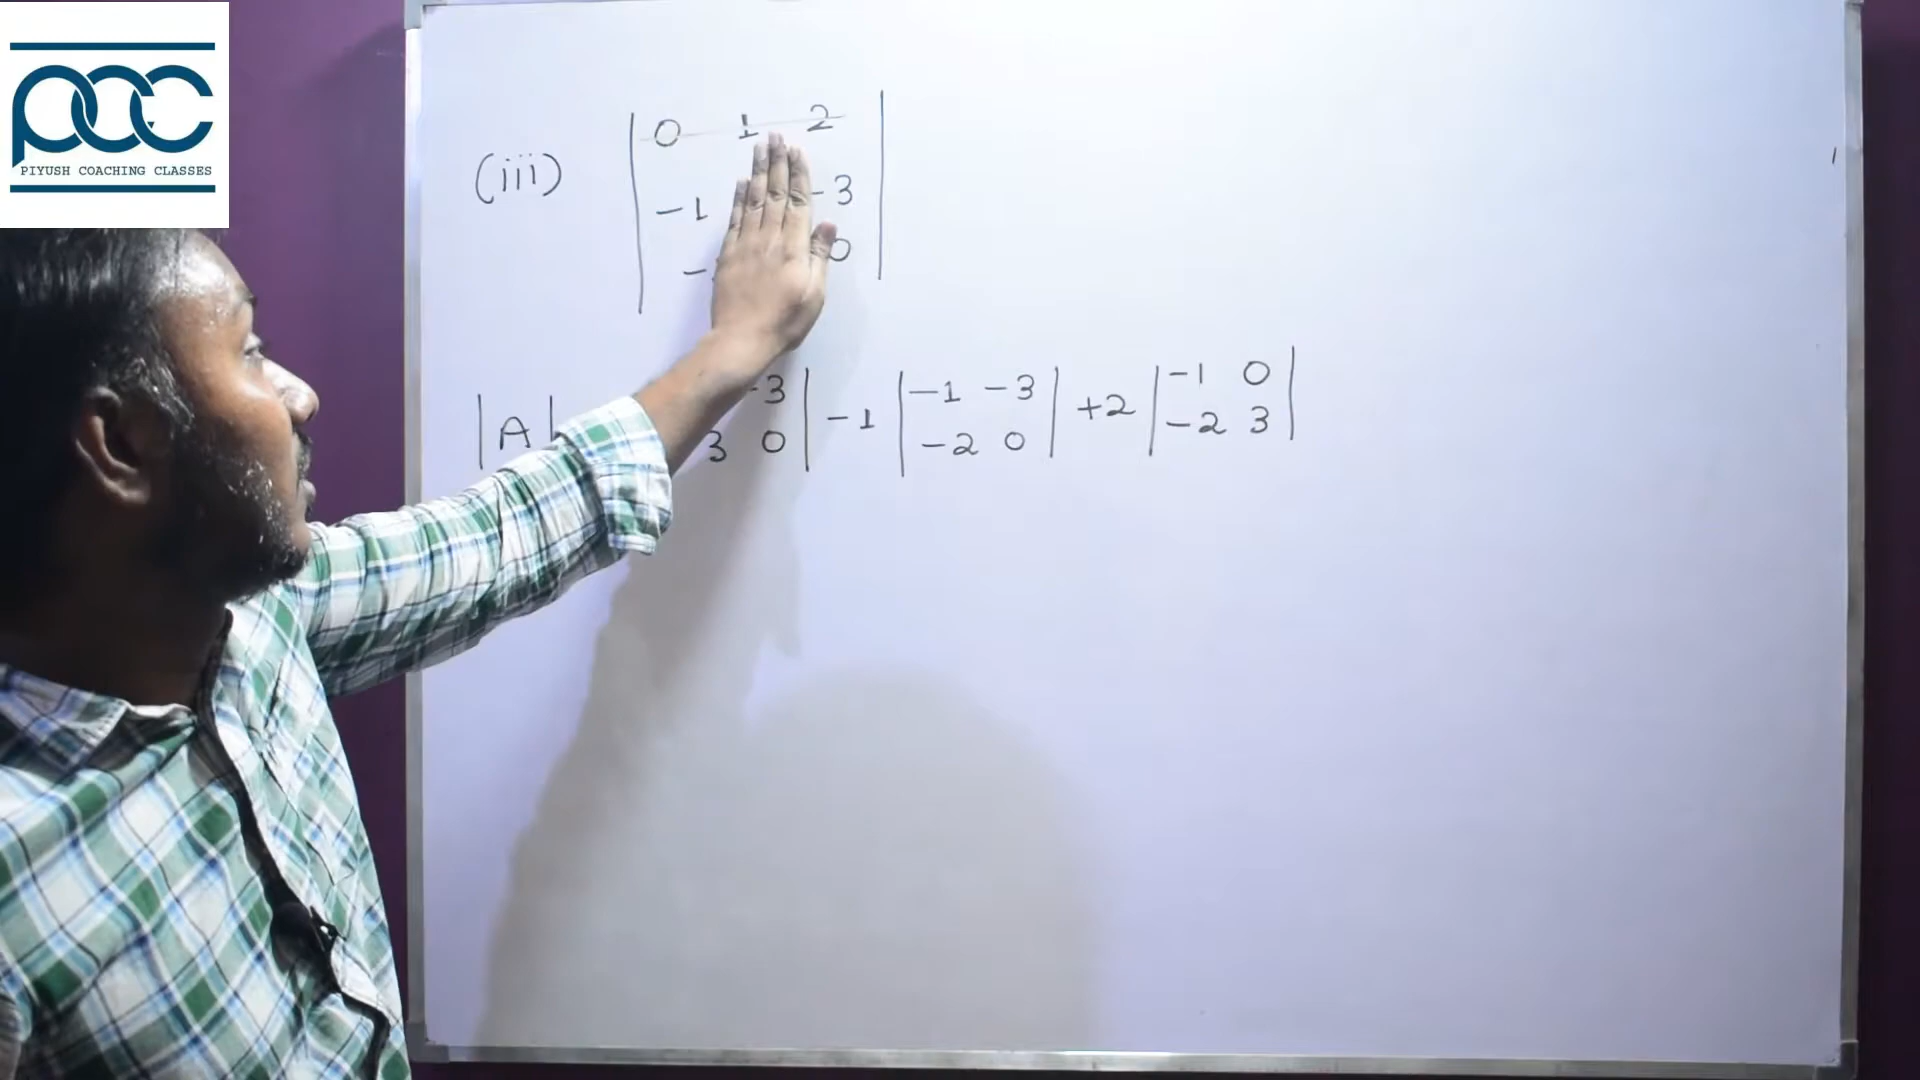 PCC
PIYUSH COACHING CLASSES
(iii)
0 1 2
-1 -3
- 0
|A| -3 | -1 | -1 -3 | +2 | -1 0 |
3 0 | | -2 0 | | -2 3 |